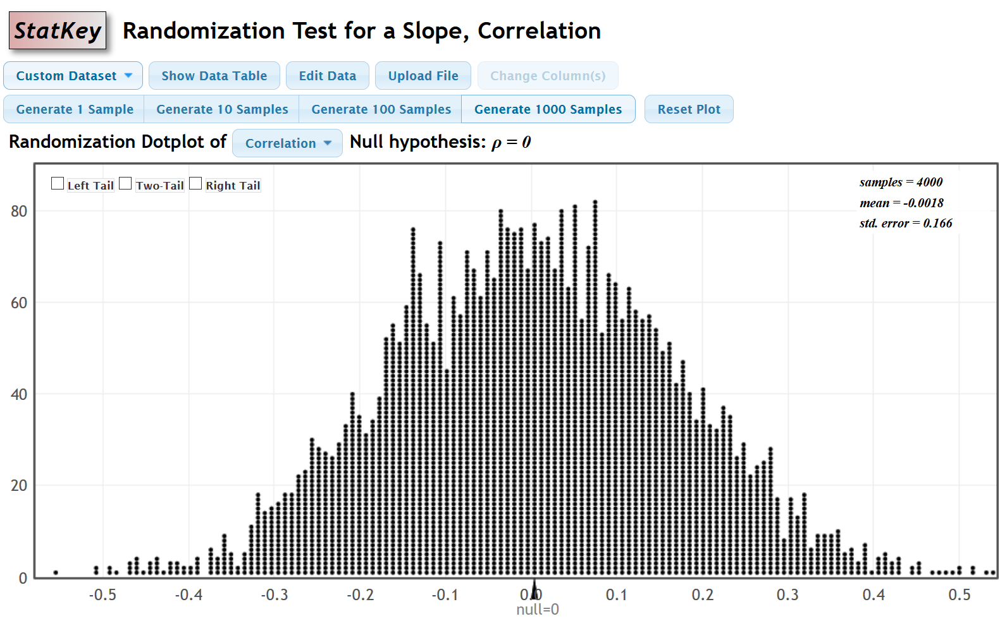 StatKey Randomization Test for a Slope, Correlation
Custom Dataset Show Data Table Edit Data Upload File Change Column(s)
Generate 1 Sample Generate 10 Samples Generate 100 Samples Generate 1000 Samples Reset Plot
Randomization Dotplot of Correlation Null hypothesis: ρ = 0
Left Tail Two-Tail Right Tail
samples = 4000
mean = -0.0018
std. error = 0.166
80
60
40
20
0
-0.5 -0.4 -0.3 -0.2 -0.1 0.0 0.1 0.2 0.3 0.4 0.5
null=0